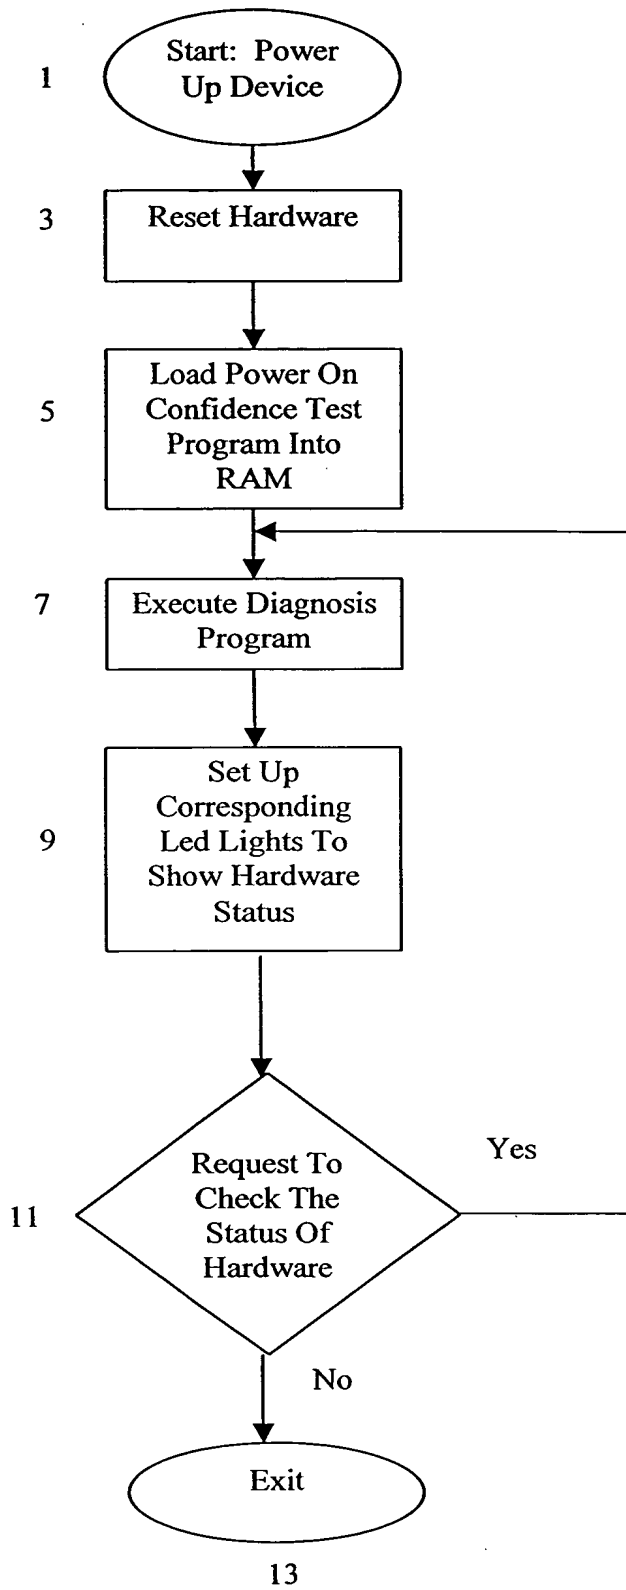 Start: Power
Up Device
1
Reset Hardware
3
Load Power On
Confidence Test
Program Into
RAM
5
Execute Diagnosis
Program
7
Set Up
Corresponding
Led Lights To
Show Hardware
Status
9
Request To
Check The
Status Of
Hardware
11
Yes
No
Exit
13